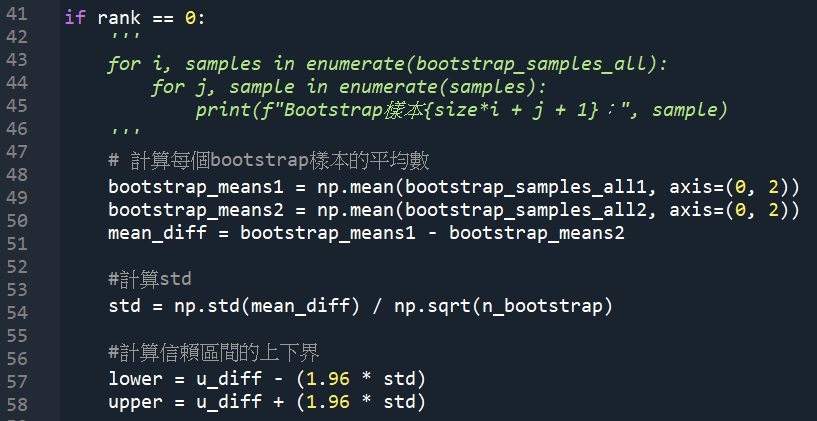 41 if rank == 0:
42     '''
43     for i, samples in enumerate(bootstrap_samples_all):
44         for j, sample in enumerate(samples):
45             print(f"Bootstrap樣本{size*i + j + 1}：", sample)
46     '''
47     # 計算每個bootstrap樣本的平均數
48     bootstrap_means1 = np.mean(bootstrap_samples_all1, axis=(0, 2))
49     bootstrap_means2 = np.mean(bootstrap_samples_all2, axis=(0, 2))
50     mean_diff = bootstrap_means1 - bootstrap_means2
51
52     #計算std
53     std = np.std(mean_diff) / np.sqrt(n_bootstrap)
54
55
56     #計算信賴區間的上下界
57     lower = u_diff - (1.96 * std)
58     upper = u_diff + (1.96 * std)